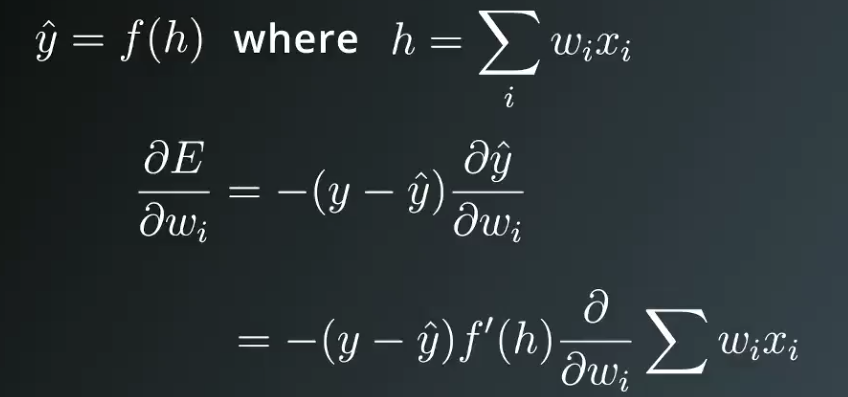 ŷ = f(h) where h = ∑_i w_i x_i
∂E/∂w_i = −(y − ŷ) ∂ŷ/∂w_i
= −(y − ŷ) f′(h) ∂/∂w_i ∑ w_i x_i